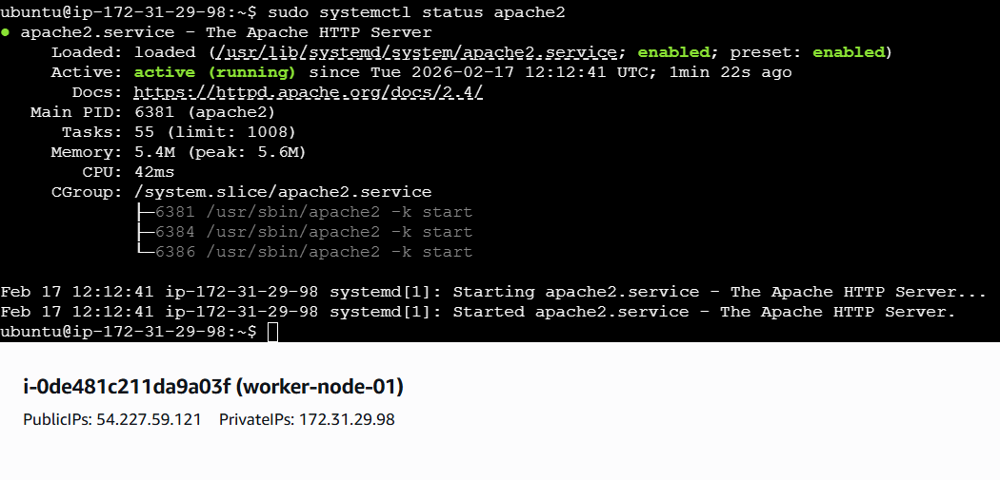 ubuntu@ip-172-31-29-98:~$ sudo systemctl status apache2
● apache2.service - The Apache HTTP Server
     Loaded: loaded (/usr/lib/systemd/system/apache2.service; enabled; preset: enabled)
     Active: active (running) since Tue 2026-02-17 12:12:41 UTC; 1min 22s ago
       Docs: https://httpd.apache.org/docs/2.4/
   Main PID: 6381 (apache2)
      Tasks: 55 (limit: 1008)
     Memory: 5.4M (peak: 5.6M)
        CPU: 42ms
     CGroup: /system.slice/apache2.service
             ├─6381 /usr/sbin/apache2 -k start
             ├─6384 /usr/sbin/apache2 -k start
             └─6386 /usr/sbin/apache2 -k start
Feb 17 12:12:41 ip-172-31-29-98 systemd[1]: Starting apache2.service - The Apache HTTP Server...
Feb 17 12:12:41 ip-172-31-29-98 systemd[1]: Started apache2.service - The Apache HTTP Server.
ubuntu@ip-172-31-29-98:~$
i-0de481c211da9a03f (worker-node-01)
PublicIPs: 54.227.59.121 PrivateIPs: 172.31.29.98